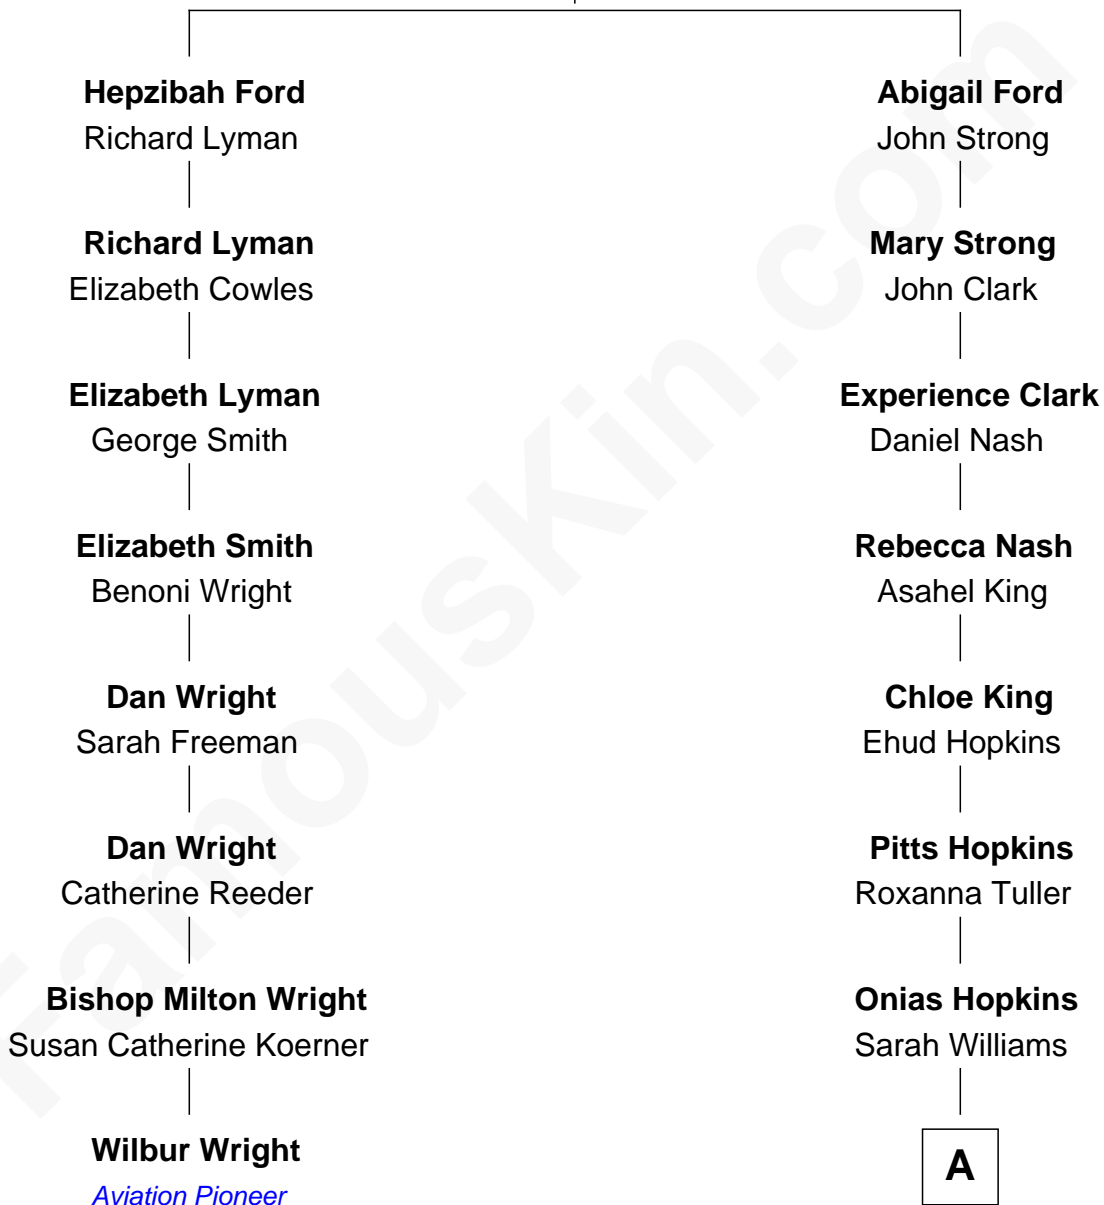 Hepzibah Ford
Richard Lyman
Richard Lyman
Elizabeth Cowles
Elizabeth Lyman
George Smith
Elizabeth Smith
Benoni Wright
Dan Wright
Sarah Freeman
Dan Wright
Catherine Reeder
Bishop Milton Wright
Susan Catherine Koerner
Wilbur Wright
Aviation Pioneer
Abigail Ford
John Strong
Mary Strong
John Clark
Experience Clark
Daniel Nash
Rebecca Nash
Asahel King
Chloe King
Ehud Hopkins
Pitts Hopkins
Roxanna Tuller
Onias Hopkins
Sarah Williams
A
FamousKin.com